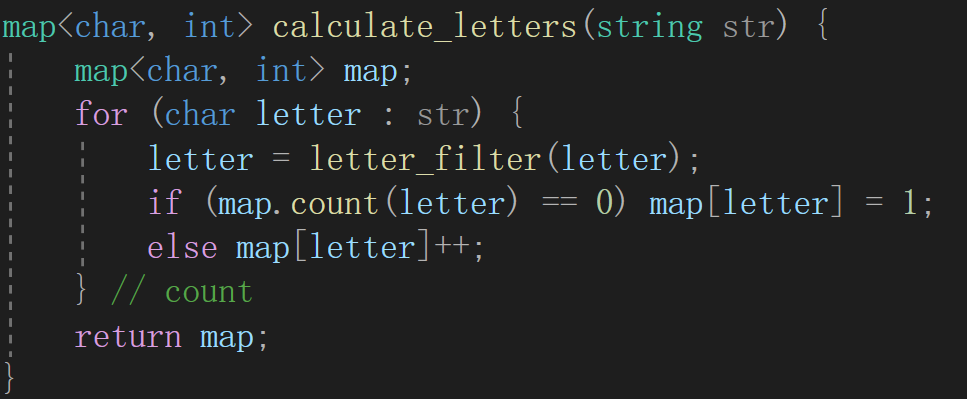 map<char, int> calculate_letters(string str) {
    map<char, int> map;
    for (char letter : str) {
        letter = letter_filter(letter);
        if (map.count(letter) == 0) map[letter] = 1;
        else map[letter]++;
    } // count
    return map;
}